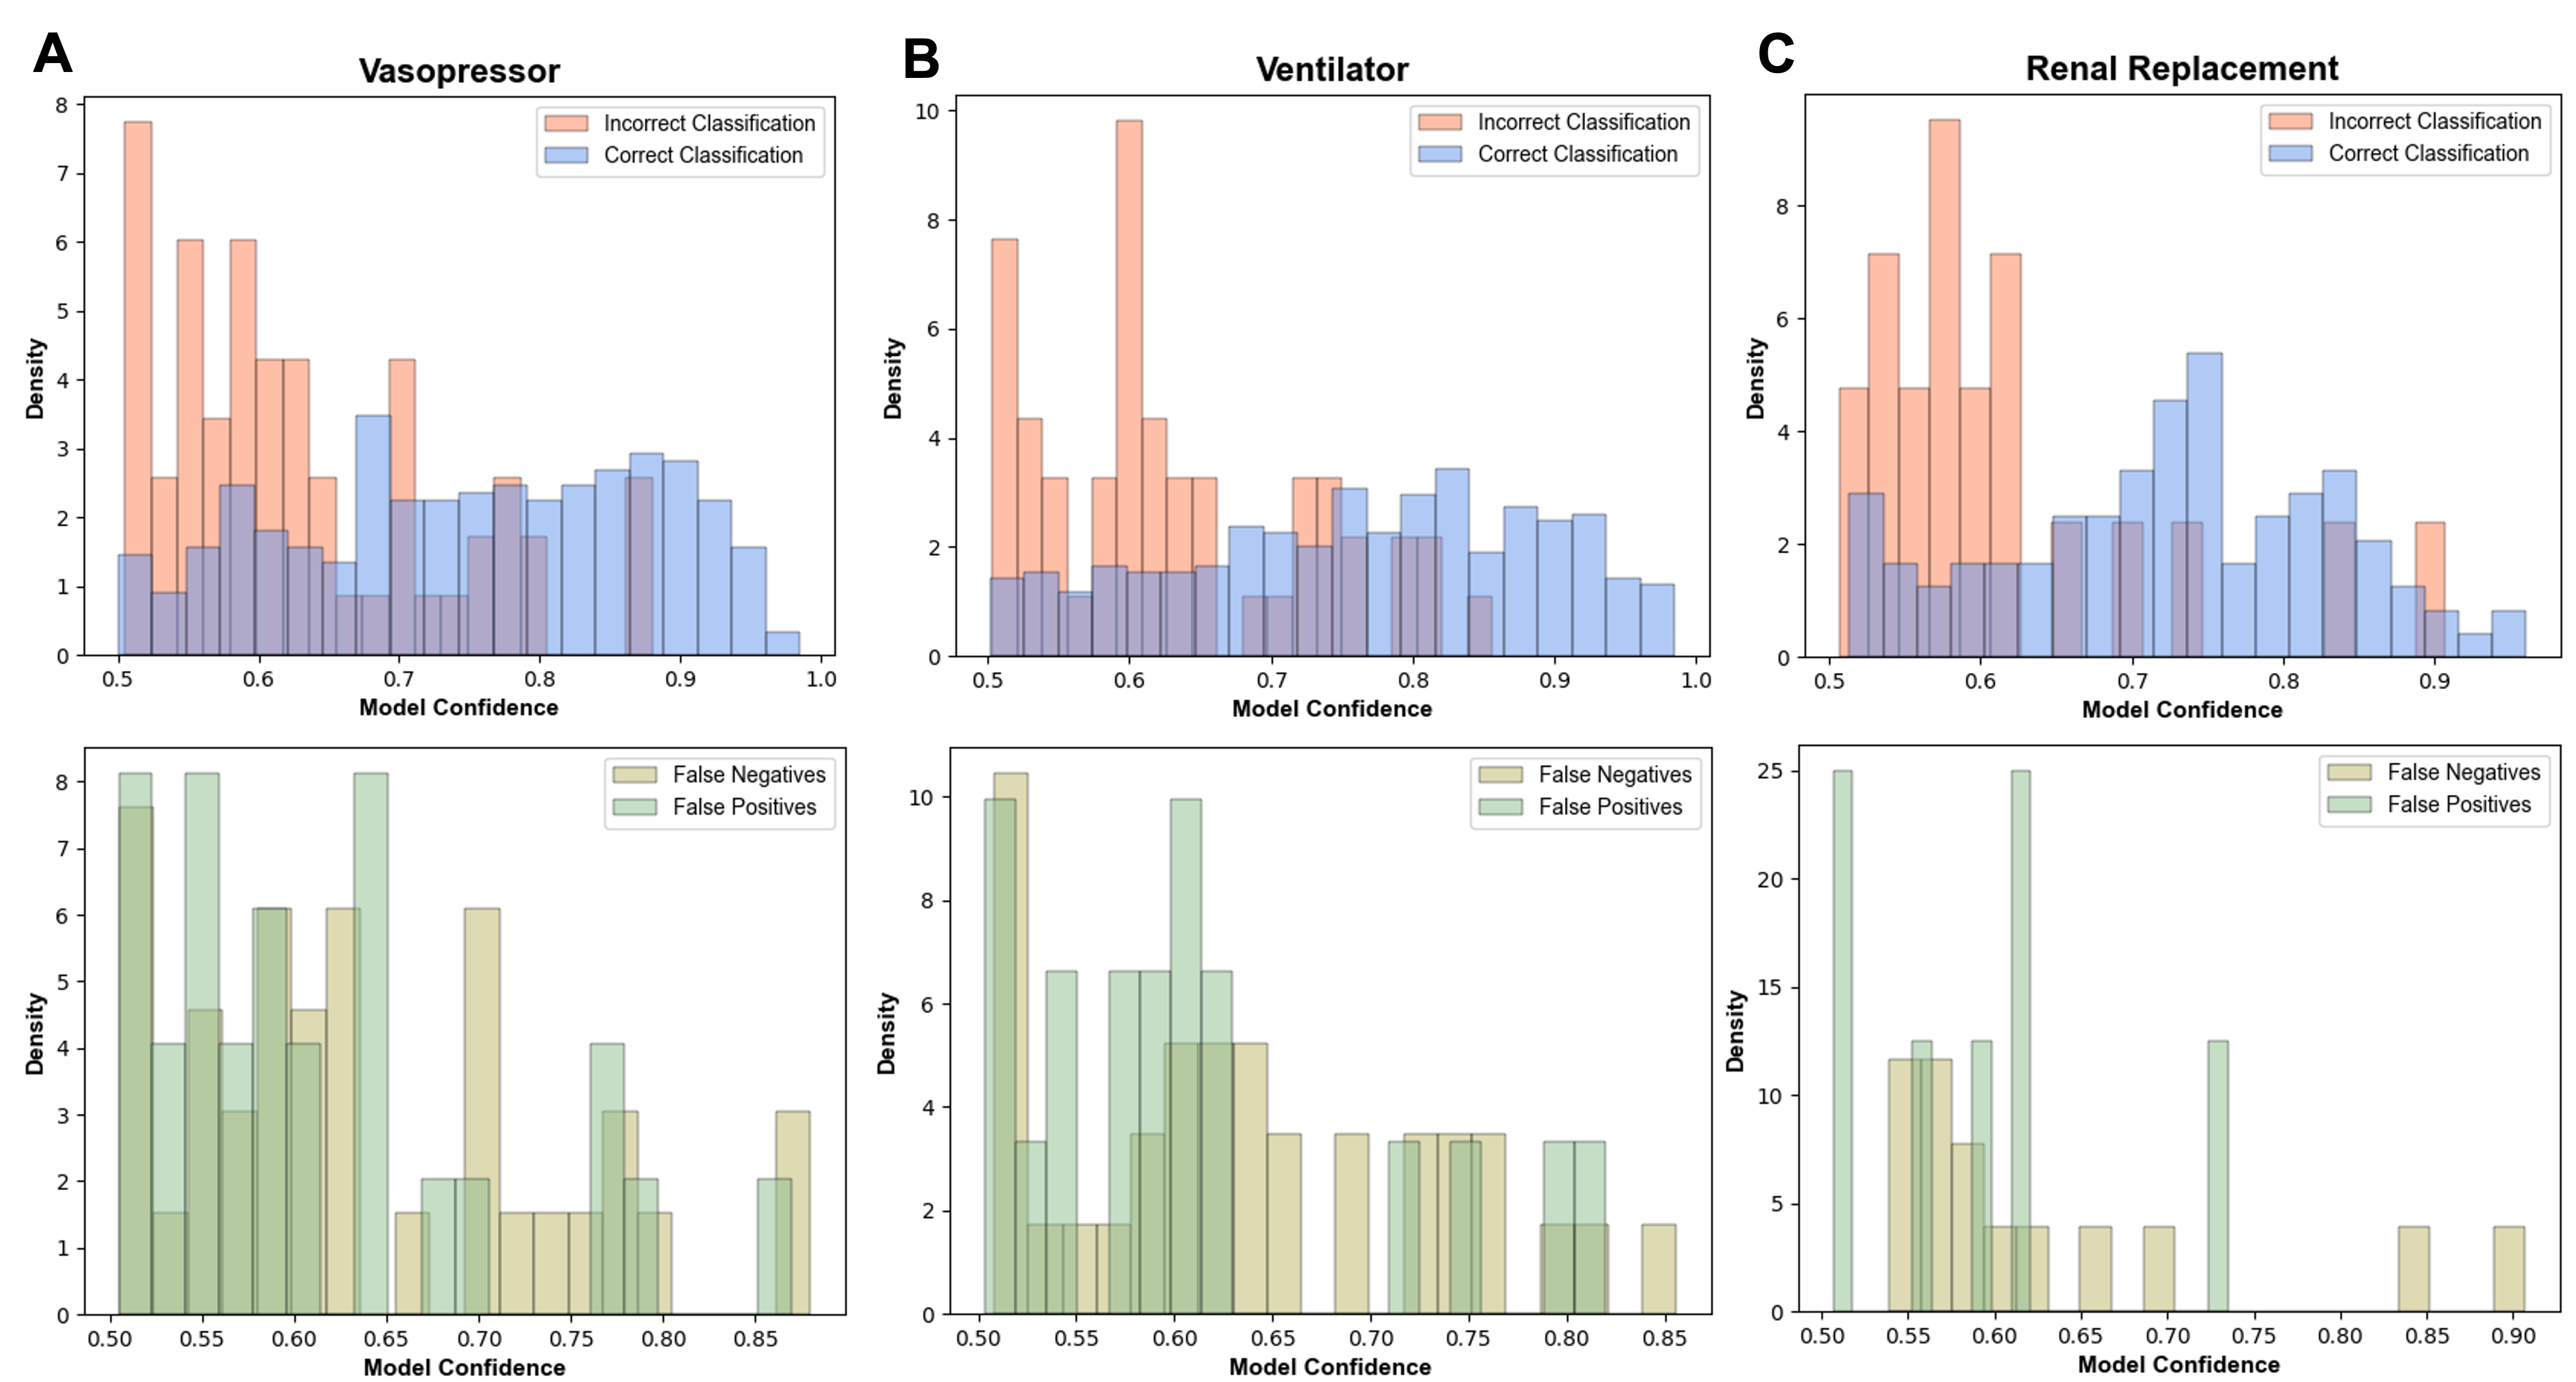 A
Vasopressor
8
7
6
5
4
3
2
1
0
Density
Incorrect Classification
Correct Classification
0.5 0.6 0.7 0.8 0.9 1.0
Model Confidence
B
Ventilator
10
8
6
4
2
0
Density
Incorrect Classification
Correct Classification
0.5 0.6 0.7 0.8 0.9 1.0
Model Confidence
C
Renal Replacement
8
6
4
2
0
Density
Incorrect Classification
Correct Classification
0.5 0.6 0.7 0.8 0.9
Model Confidence
8
7
6
5
4
3
2
1
0
Density
False Negatives
False Positives
0.50 0.55 0.60 0.65 0.70 0.75 0.80 0.85
Model Confidence
10
8
6
4
2
0
Density
False Negatives
False Positives
0.50 0.55 0.60 0.65 0.70 0.75 0.80 0.85
Model Confidence
25
20
15
10
5
0
Density
False Negatives
False Positives
0.50 0.55 0.60 0.65 0.70 0.75 0.80 0.85 0.90
Model Confidence